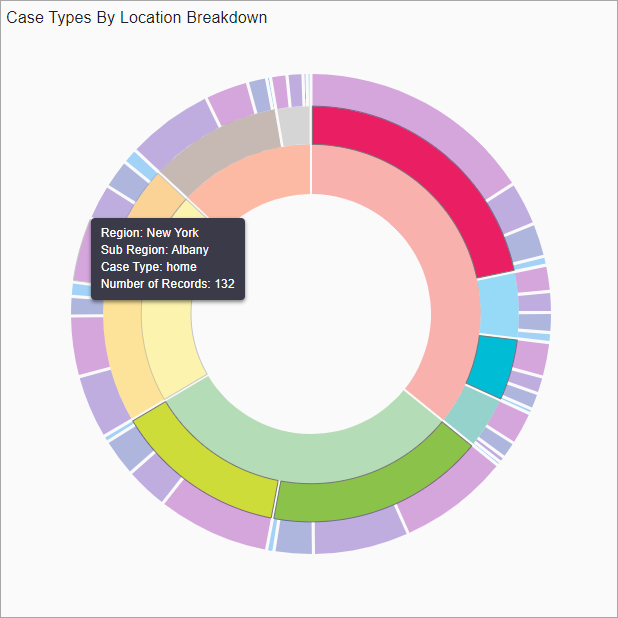 Case Types By Location Breakdown
Region: New York
Sub Region: Albany
Case Type: home
Number of Records: 132